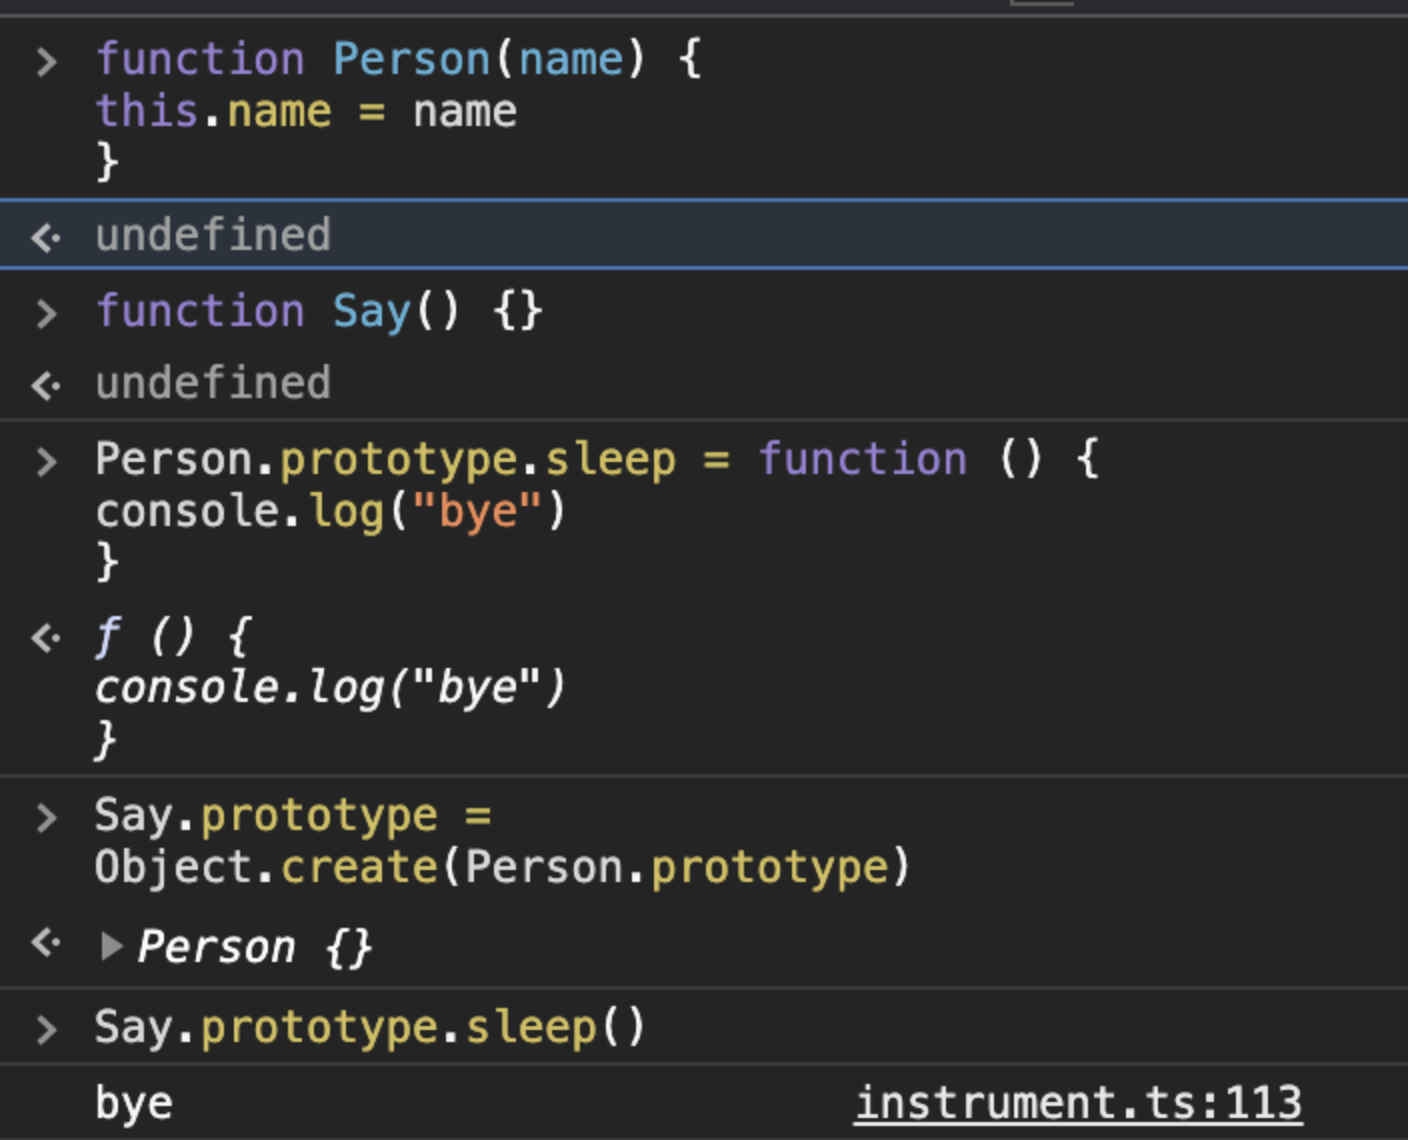 > function Person(name) {
this.name = name
}
undefined
> function Say() {}
undefined
> Person.prototype.sleep = function () {
console.log("bye")
}
ƒ () {
console.log("bye")
}
> Say.prototype =
Object.create(Person.prototype)
Person {}
> Say.prototype.sleep()
bye instrument.ts:113